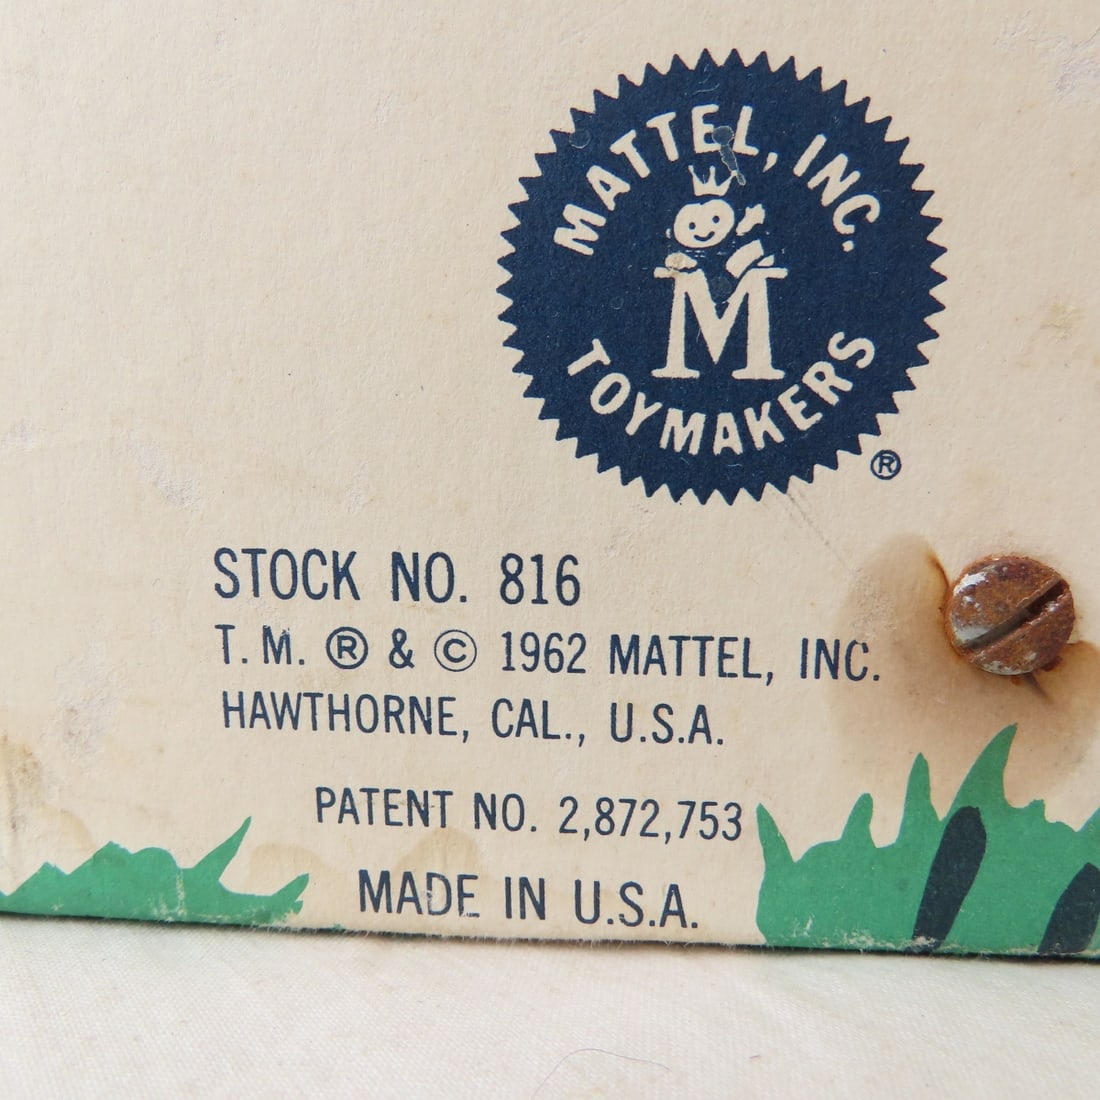 MATTEL, INC.
M
TOYMAKERS
®
STOCK NO. 816
T.M. ® & © 1962 MATTEL, INC.
HAWTHORNE, CAL., U.S.A.
PATENT NO. 2,872,753
MADE IN U.S.A.